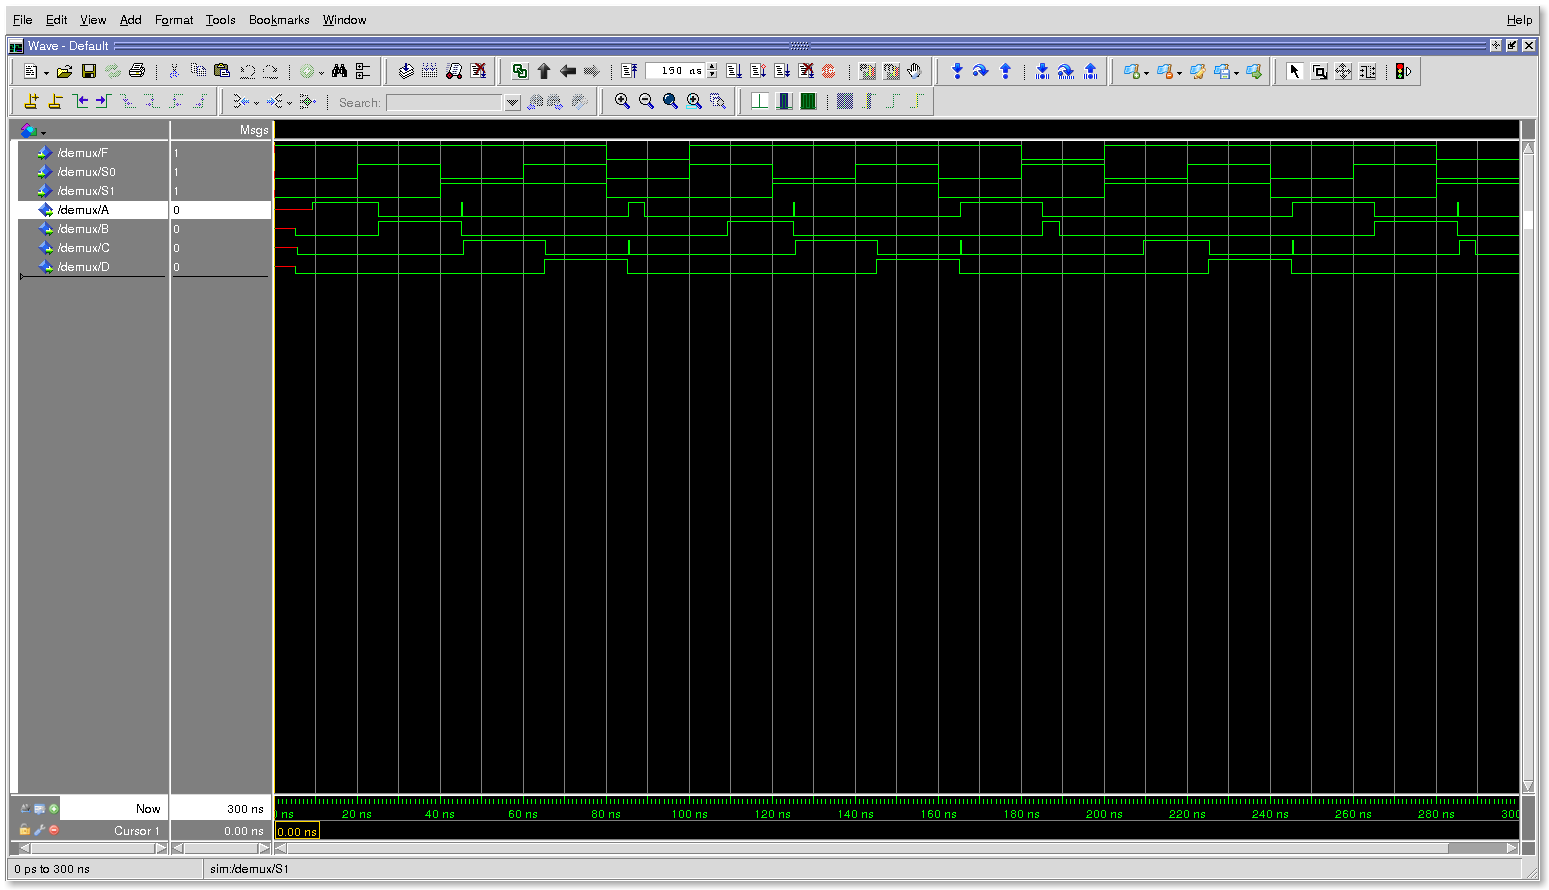 File Edit View Add Format Tools Bookmarks Window Help
Wave - Default
190 ns
Search:
Msgs
/demux/F 1
/demux/S0 1
/demux/S1 1
/demux/A 0
/demux/B 0
/demux/C 0
/demux/D 0
Now 300 ns
ns 20 ns 40 ns 60 ns 80 ns 100 ns 120 ns 140 ns 160 ns 180 ns 200 ns 220 ns 240 ns 260 ns 280 ns 300
Cursor 1 0.00 ns 0.00 ns
0 ps to 300 ns sim:/demux/S1